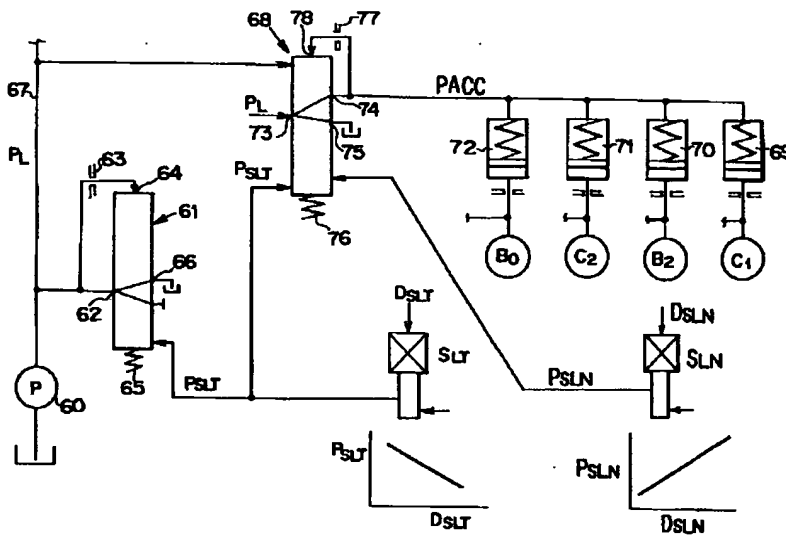 68
78
77
67
PL
73
74
75
PACC
72
71
70
69
63
64
61
PSLT
76
B0
C2
B2
C1
66
62
65
DSLT
DSLN
SLT
SLN
P
60
PSLT
PSLN
PL
PSLT
DSLT
PSLN
DSLN